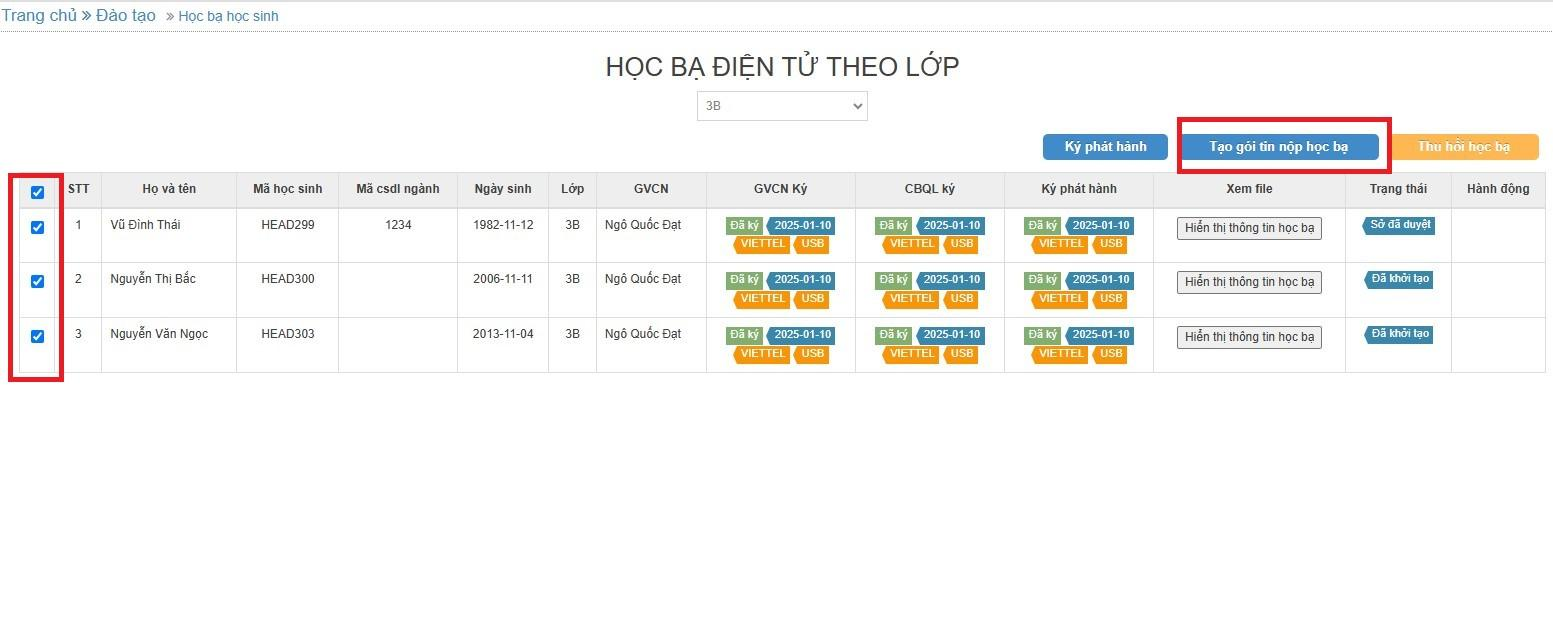 Trang chủ » Đào tạo » Học bạ học sinh
HỌC BẠ ĐIỆN TỬ THEO LỚP
3B
Ký phát hành Tạo gói tin nộp học bạ Thu hồi học bạ
STT Họ và tên Mã học sinh Mã csdl ngành Ngày sinh Lớp GVCN GVCN Ký CBQL ký Ký phát hành Xem file Trạng thái Hành động
1 Vũ Đình Thái HEAD299 1234 1982-11-12 3B Ngô Quốc Đạt Đã ký 2025-01-10 Đã ký 2025-01-10 Đã ký 2025-01-10 Hiển thị thông tin học bạ Sở đã duyệt
VIETTEL USB VIETTEL USB VIETTEL USB
2 Nguyễn Thị Bắc HEAD300 2006-11-11 3B Ngô Quốc Đạt Đã ký 2025-01-10 Đã ký 2025-01-10 Đã ký 2025-01-10 Hiển thị thông tin học bạ Đã khởi tạo
VIETTEL USB VIETTEL USB VIETTEL USB
3 Nguyễn Văn Ngọc HEAD303 2013-11-04 3B Ngô Quốc Đạt Đã ký 2025-01-10 Đã ký 2025-01-10 Đã ký 2025-01-10 Hiển thị thông tin học bạ Đã khởi tạo
VIETTEL USB VIETTEL USB VIETTEL USB